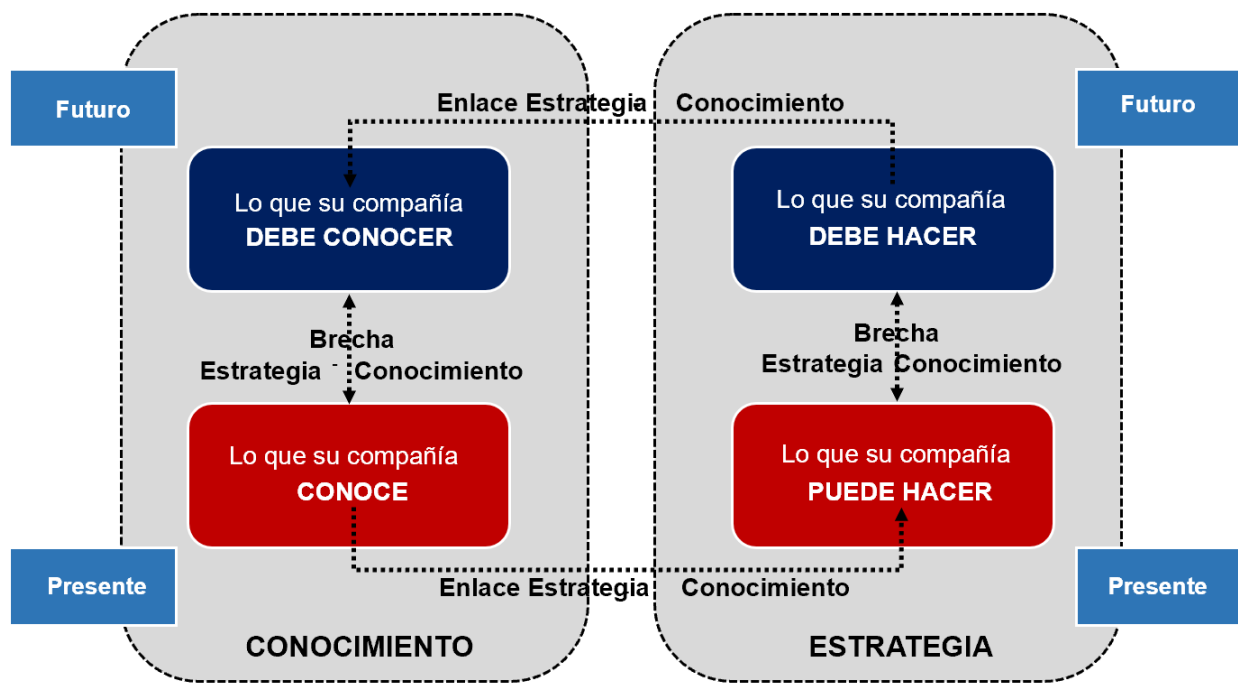 Futuro
Futuro
Enlace Estrategia - Conocimiento
Lo que su compañía
DEBE CONOCER
Lo que su compañía
DEBE HACER
Brecha
Estrategia - Conocimiento
Brecha
Estrategia Conocimiento
Lo que su compañía
CONOCE
Lo que su compañía
PUEDE HACER
Presente
Presente
Enlace Estrategia Conocimiento
CONOCIMIENTO
ESTRATEGIA